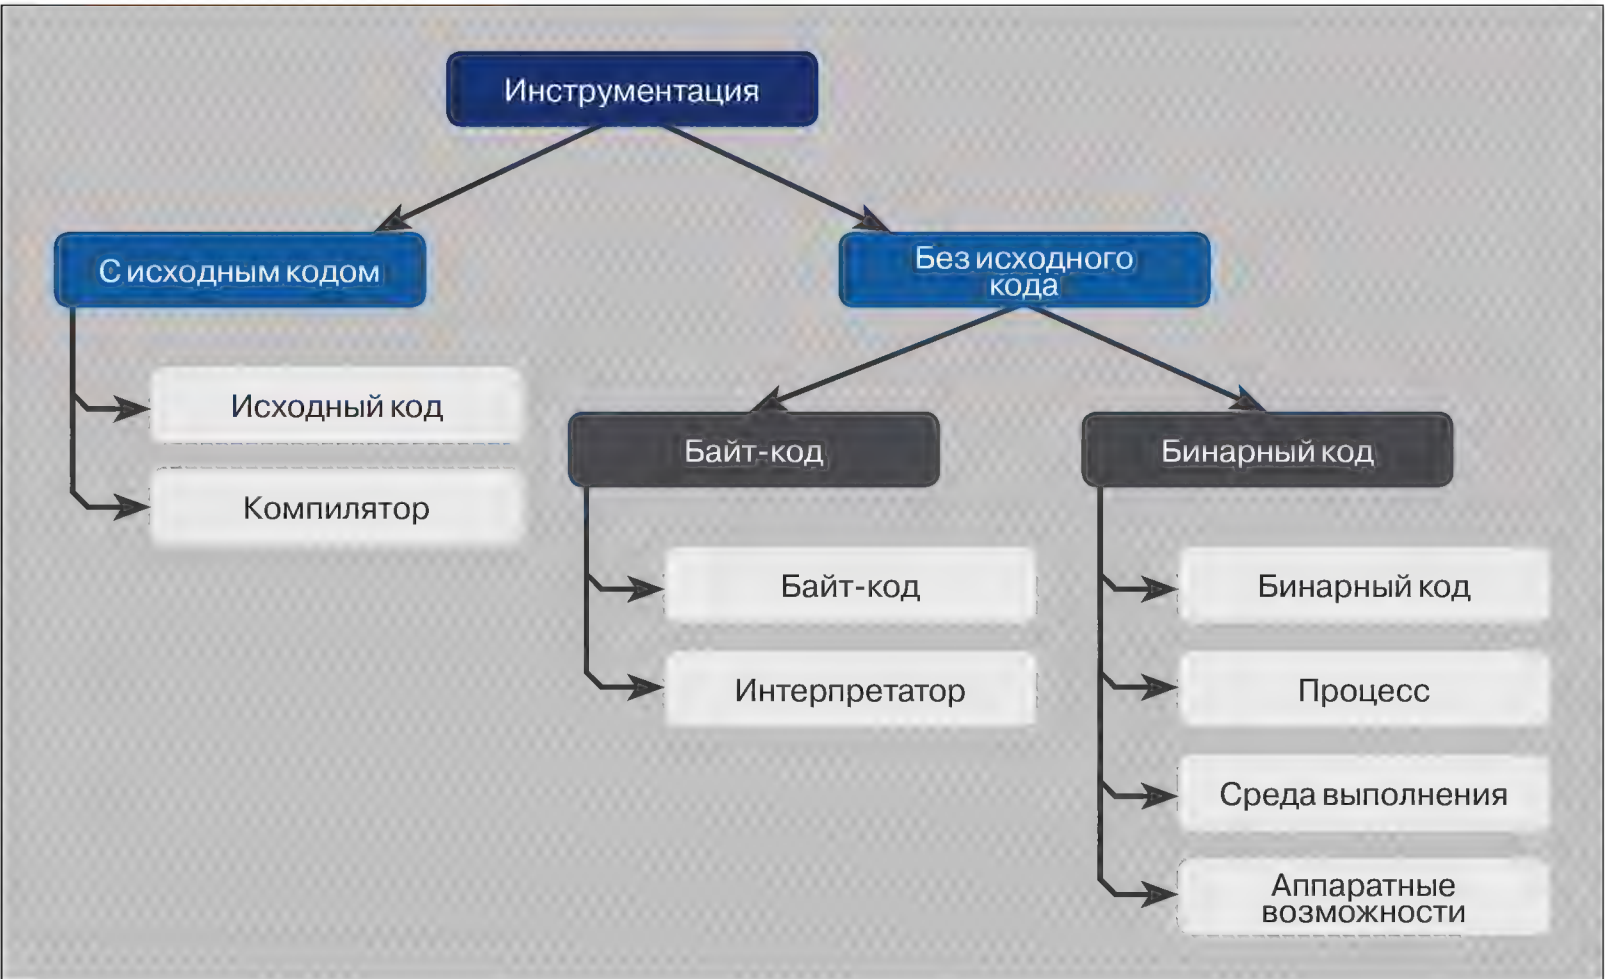 Инструментация
С исходным кодом
Без исходного
кода
Исходный код
Компилятор
Байт-код
Байт-код
Интерпретатор
Бинарный код
Бинарный код
Процесс
Среда выполнения
Аппаратные
возможности